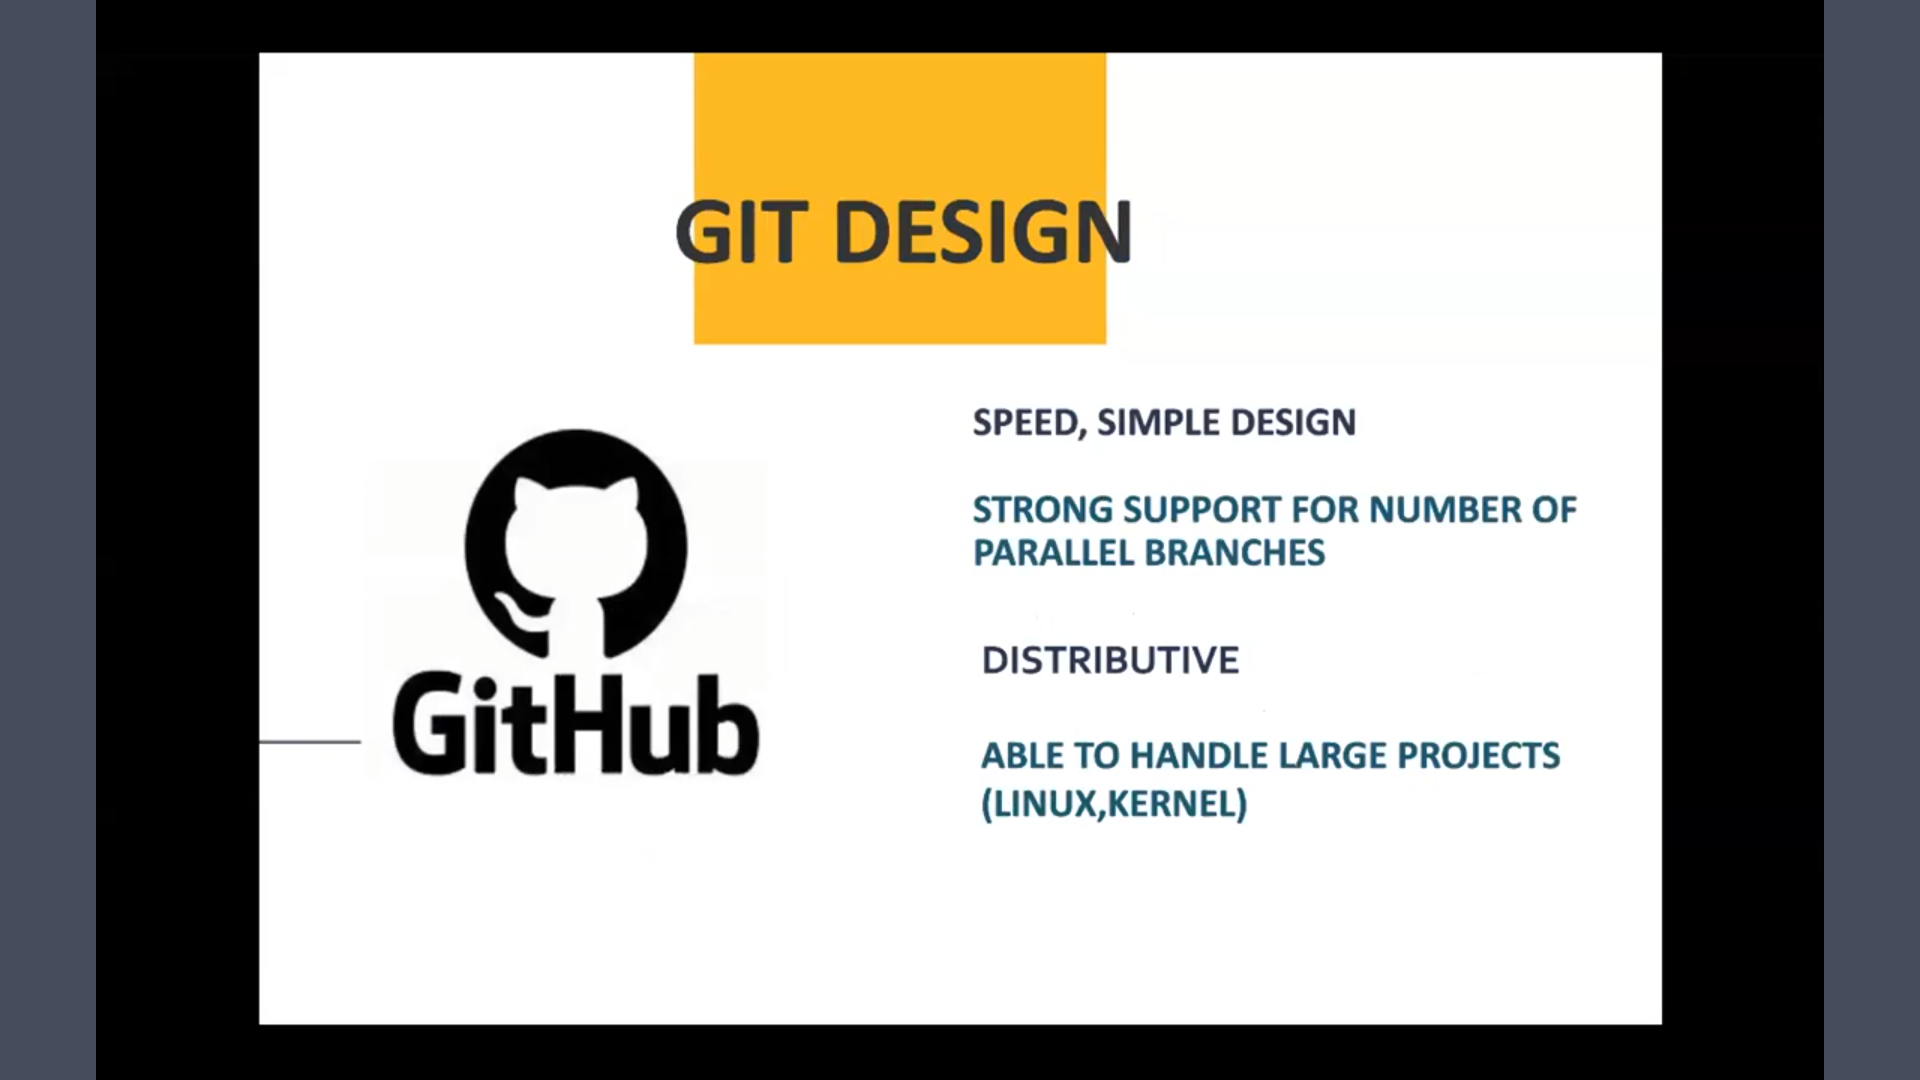 GIT DESIGN
SPEED, SIMPLE DESIGN
STRONG SUPPORT FOR NUMBER OF
PARALLEL BRANCHES
DISTRIBUTIVE
ABLE TO HANDLE LARGE PROJECTS
(LINUX,KERNEL)
GitHub